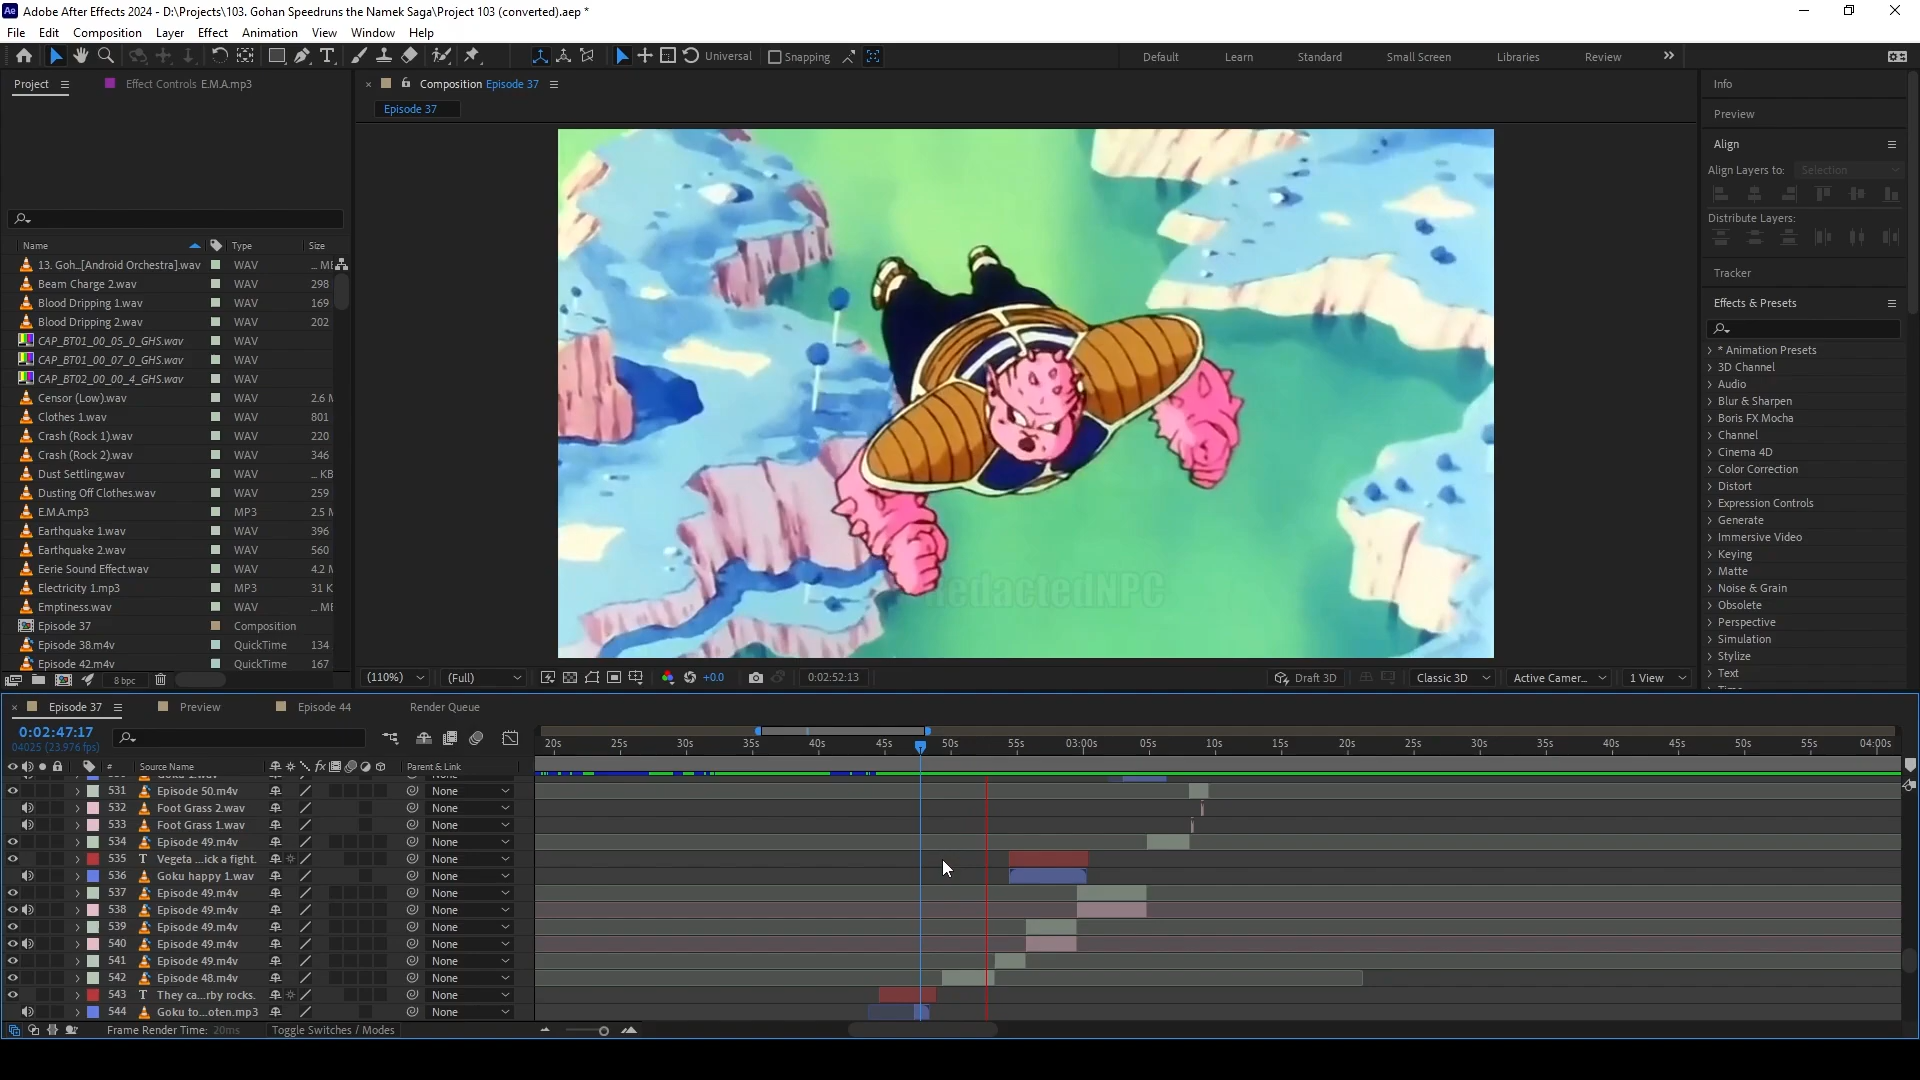 Adobe After Effects 2024 - D:\Projects\103. Gohan Speedruns the Namek Saga\Project 103 (converted).aep *
File Edit Composition Layer Effect Animation View Window Help
Universal Snapping Default Learn Standard Small Screen Libraries Review
Project Effect Controls E.M.A.mp3
Name Type Size
13. Goh...[Android Orchestra].wav WAV
Beam Charge 2.wav WAV 298
Blood Dripping 1.wav WAV 169
Blood Dripping 2.wav WAV 202
CAP_BT01_00_05_0_GHS.wav WAV
CAP_BT01_00_07_0_GHS.wav WAV
CAP_BT02_00_00_4_GHS.wav WAV
Censor (Low).wav WAV 2.6 M
Clothes 1.wav WAV 801
Crash (Rock 1).wav WAV 220
Crash (Rock 2).wav WAV 346
Dust Settling.wav WAV ... KB
Dusting Off Clothes.wav WAV 259
E.M.A.mp3 MP3 2.5 M
Earthquake 1.wav WAV 396
Earthquake 2.wav WAV 560
Eerie Sound Effect.wav WAV 4.2 M
Electricity 1.mp3 MP3 31 K
Emptiness.wav WAV
Episode 37 Composition
Episode 38.m4v QuickTime 134
Episode 42.m4v QuickTime 167
8 bpc
Composition Episode 37
Episode 37
RedactedNPC
(110%) (Full) +0.0 0:02:52:13 Draft 3D Classic 3D Active Camer... 1 View
Info
Preview
Align
Align Layers to: Selection
Distribute Layers:
Tracker
Effects & Presets
* Animation Presets
3D Channel
Audio
Blur & Sharpen
Boris FX Mocha
Channel
Cinema 4D
Color Correction
Distort
Expression Controls
Generate
Immersive Video
Keying
Matte
Noise & Grain
Obsolete
Perspective
Simulation
Stylize
Text
Episode 37 Preview Episode 44 Render Queue
0:02:47:17
04025 (23.976 fps)
20s 25s 30s 35s 40s 45s 50s 55s 03:00s 05s 10s 15s 20s 25s 30s 35s 40s 45s 50s 55s 04:00s
# Source Name fx Parent & Link
531 Episode 50.m4v None
532 Foot Grass 2.wav None
533 Foot Grass 1.wav None
534 Episode 49.m4v None
535 T Vegeta ...ick a fight. None
536 Goku happy 1.wav None
537 Episode 49.m4v None
538 Episode 49.m4v None
539 Episode 49.m4v None
540 Episode 49.m4v None
541 Episode 49.m4v None
542 Episode 48.m4v None
543 T They ca...rby rocks. None
544 Goku to...oten.mp3 None
Frame Render Time: 20ms Toggle Switches / Modes